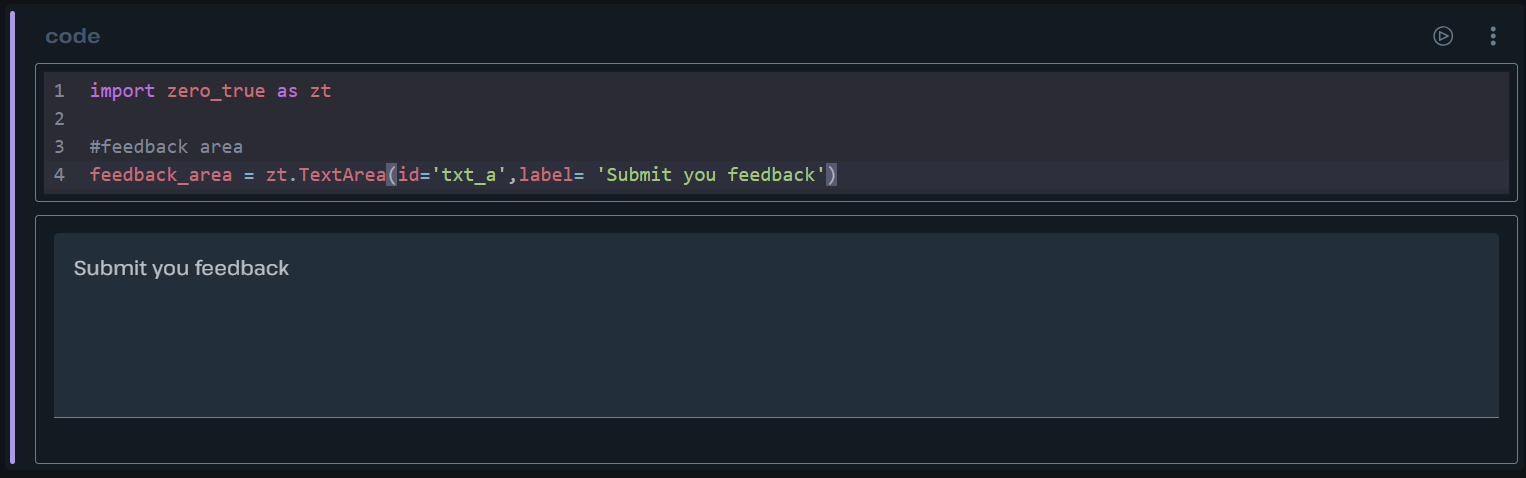 code
1 import zero_true as zt
2
3 #feedback area
4 feedback_area = zt.TextArea(id='txt_a',label= 'Submit you feedback')
Submit you feedback